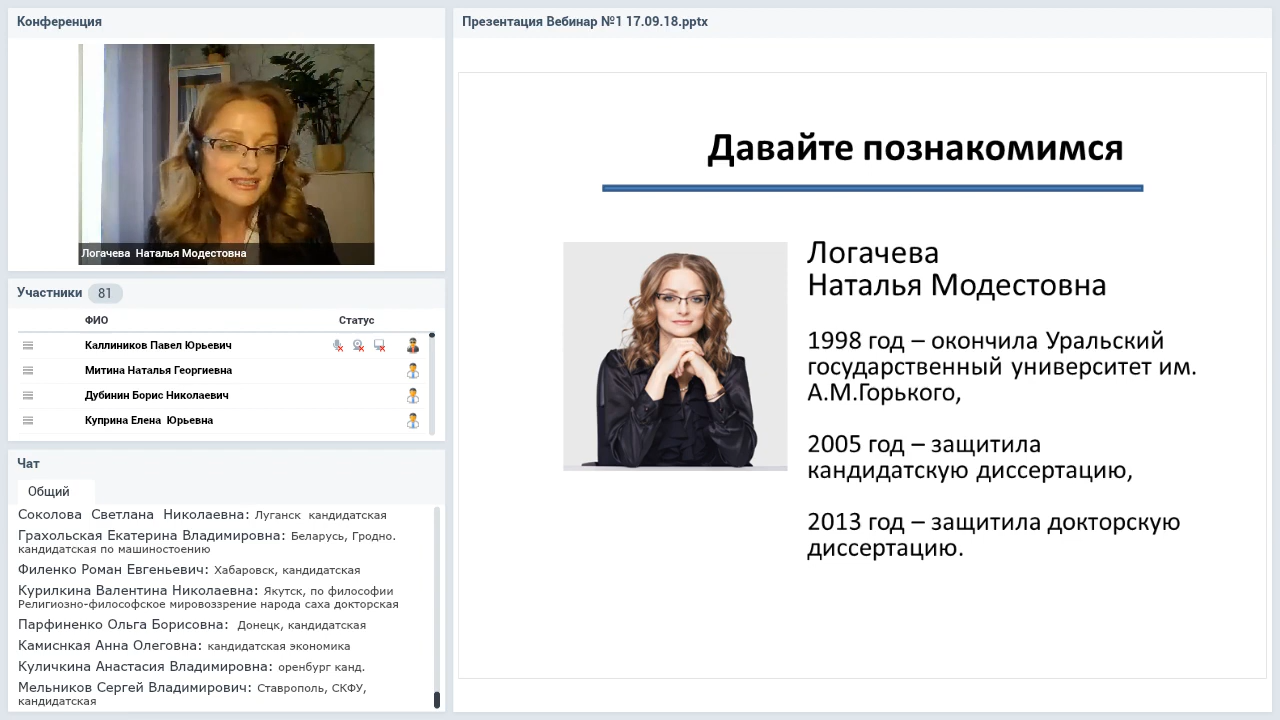 Конференция
Логачева  Наталья Модестовна
Участники 81
ФИО Статус
Каллиников Павел Юрьевич
Митина Наталья Георгиевна
Дубинин Борис Николаевич
Куприна Елена  Юрьевна
Чат
Общий
Соколова  Светлана  Николаевна: Луганск  кандидатская
Грахольская Екатерина Владимировна: Беларусь, Гродно.
кандидатская по машиностоению
Филенко Роман Евгеньевич: Хабаровск, кандидатская
Курилкина Валентина Николаевна: Якутск, по философии
Религиозно-философское мировоззрение народа саха докторская
Парфиненко Ольга Борисовна:  Донецк, кандидатская
Камиснкая Анна Олеговна: кандидатская экономика
Куличкина Анастасия Владимировна: оренбург канд.
Мельников Сергей Владимирович: Ставрополь, СКФУ,
кандидатская
Презентация Вебинар №1 17.09.18.pptx
Давайте познакомимся
Логачева
Наталья Модестовна
1998 год – окончила Уральский
государственный университет им.
А.М.Горького,
2005 год – защитила
кандидатскую диссертацию,
2013 год – защитила докторскую
диссертацию.